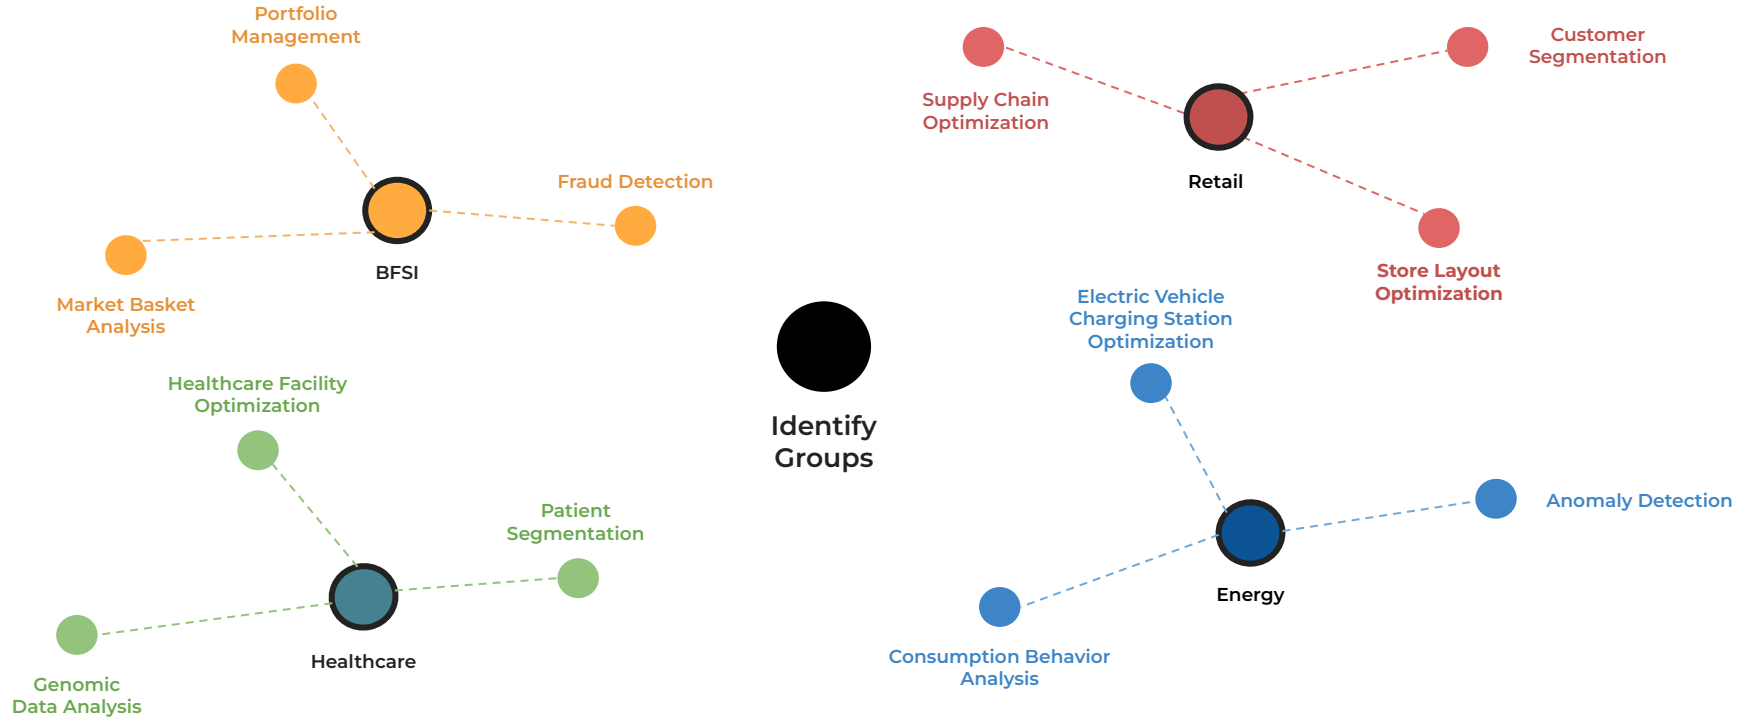 Portfolio
Management
Fraud Detection
BFSI
Market Basket
Analysis
Customer
Segmentation
Supply Chain
Optimization
Retail
Store Layout
Optimization
Identify
Groups
Healthcare Facility
Optimization
Patient
Segmentation
Healthcare
Genomic
Data Analysis
Electric Vehicle
Charging Station
Optimization
Anomaly Detection
Energy
Consumption Behavior
Analysis